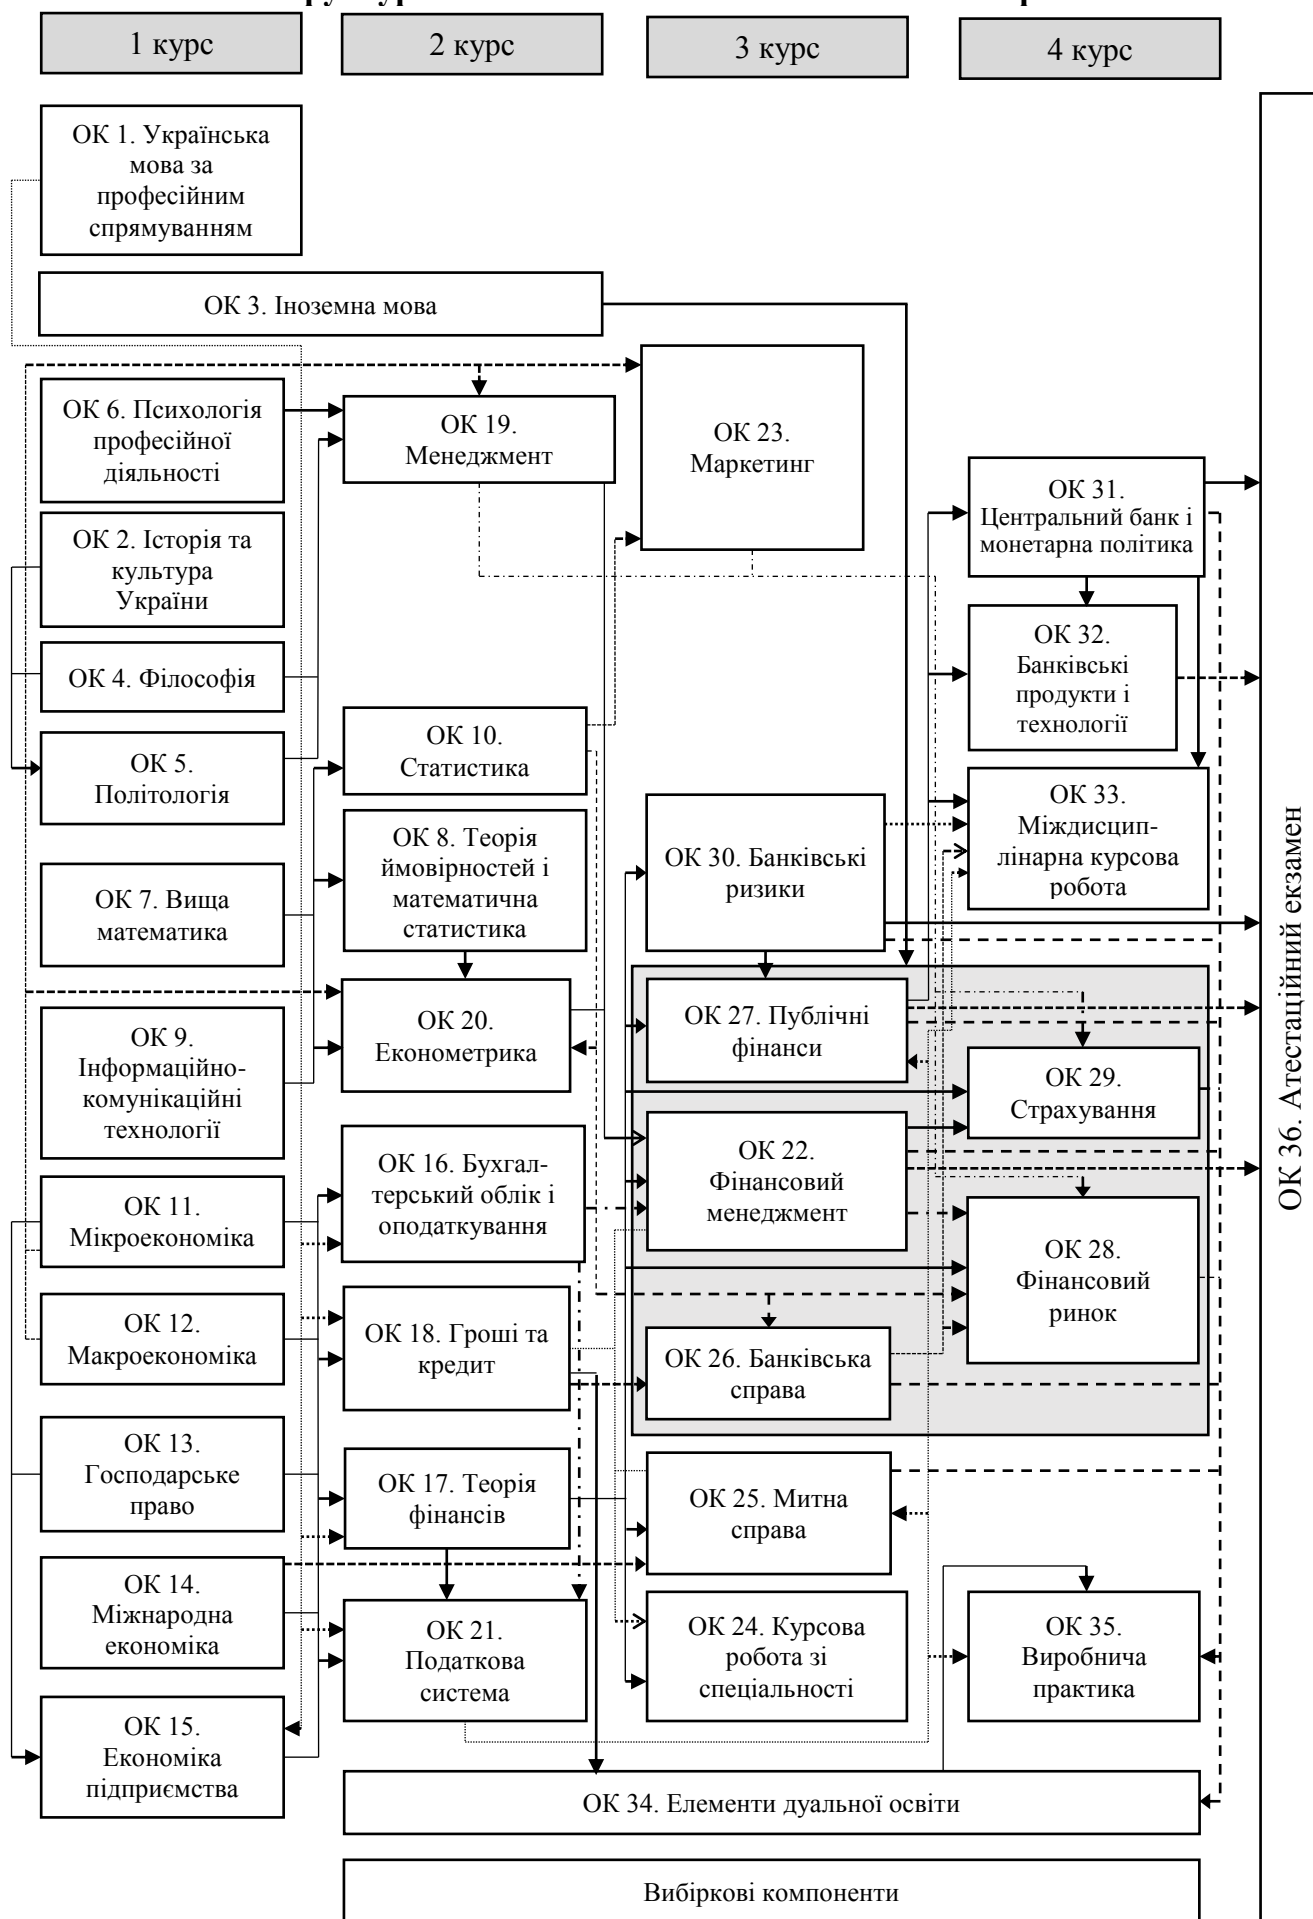 1 курс
2 курс
3 курс
4 курс
ОК 1. Українська
мова за
професійним
спрямуванням
ОК 3. Іноземна мова
ОК 6. Психологія
професійної
діяльності
ОК 19.
Менеджмент
ОК 23.
Маркетинг
ОК 31.
Центральний банк і
монетарна політика
ОК 2. Історія та
культура
України
ОК 4. Філософія
ОК 5.
Політологія
ОК 10.
Статистика
ОК 32.
Банківські
продукти і
технології
ОК 33.
Міждисцип-
лінарна курсова
робота
ОК 7. Вища
математика
ОК 8. Теорія
ймовірностей і
математична
статистика
ОК 30. Банківські
ризики
ОК 9.
Інформаційно-
комунікаційні
технології
ОК 20.
Економетрика
ОК 27. Публічні
фінанси
ОК 29.
Страхування
ОК 11.
Мікроекономіка
ОК 16. Бухгал-
терський облік і
оподаткування
ОК 22.
Фінансовий
менеджмент
ОК 28.
Фінансовий
ринок
ОК 12.
Макроекономіка
ОК 18. Гроші та
кредит
ОК 26. Банківська
справа
ОК 13.
Господарське
право
ОК 17. Теорія
фінансів
ОК 25. Митна
справа
ОК 14.
Міжнародна
економіка
ОК 21.
Податкова
система
ОК 24. Курсова
робота зі
спеціальності
ОК 35.
Виробнича
практика
ОК 15.
Економіка
підприємства
ОК 34. Елементи дуальної освіти
Вибіркові компоненти
ОК 36. Атестаційний екзамен